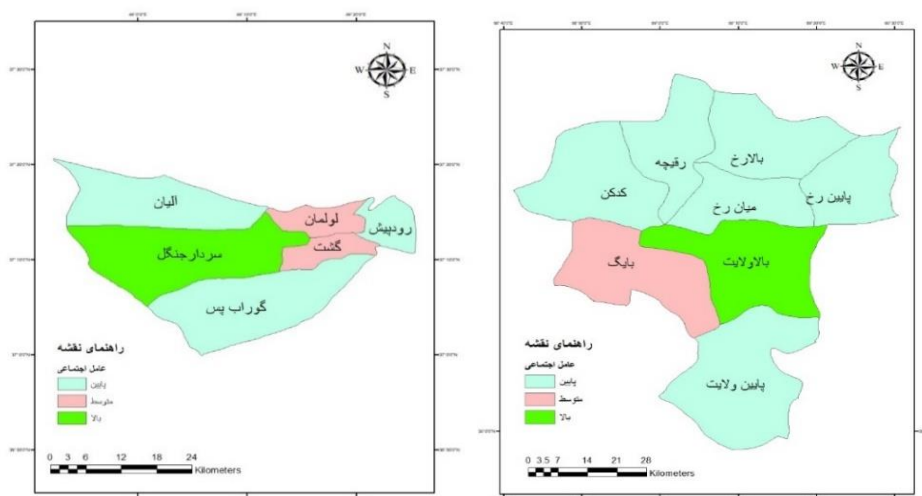 N
W E
S
الیان
لولمان
رودپیش
سردارجنگل
گشت
گوراب پس
راهنمای نقشه
عامل اجتماعی
پایین
متوسط
بالا
0 3 6 12 18 24
Kilometers
N
W E
S
بالارخ
رقیچه
کدکن
پایین رخ
میان رخ
بالاولایت
بایگ
پایین ولایت
راهنمای نقشه
عامل اجتماعی
پایین
متوسط
بالا
0 3.5 7 14 21 28
Kilometers